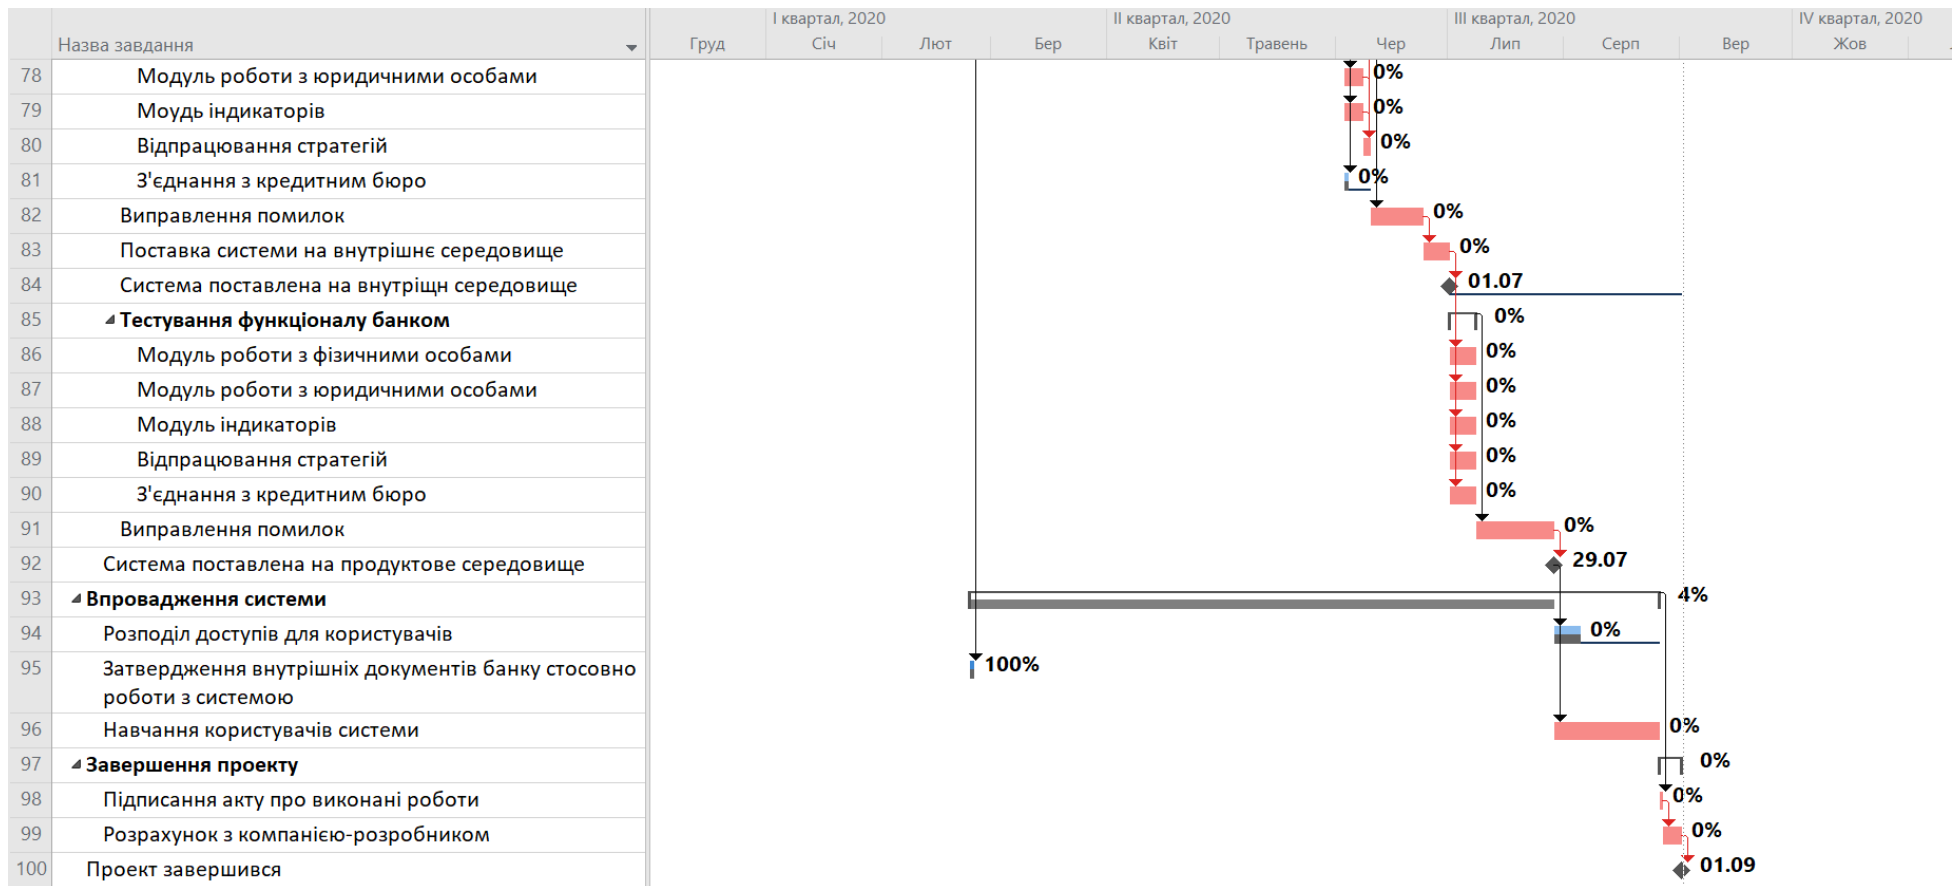 I квартал, 2020 II квартал, 2020 III квартал, 2020 IV квартал, 2020
Назва завдання Груд Січ Лют Бер Квіт Травень Чер Лип Серп Вер Жов
78 Модуль роботи з юридичними особами 0%
79 Моудь індикаторів 0%
80 Відпрацювання стратегій 0%
81 З'єднання з кредитним бюро 0%
82 Виправлення помилок 0%
83 Поставка системи на внутрішнє середовище 0%
84 Система поставлена на внутріщн середовище 01.07
85 Тестування функціоналу банком 0%
86 Модуль роботи з фізичними особами 0%
87 Модуль роботи з юридичними особами 0%
88 Модуль індикаторів 0%
89 Відпрацювання стратегій 0%
90 З'єднання з кредитним бюро 0%
91 Виправлення помилок 0%
92 Система поставлена на продуктове середовище 29.07
93 Впровадження системи 4%
94 Розподіл доступів для користувачів 0%
95 Затвердження внутрішніх документів банку стосовно 100%
роботи з системою
96 Навчання користувачів системи 0%
97 Завершення проекту 0%
98 Підписання акту про виконані роботи 0%
99 Розрахунок з компанією-розробником 0%
100 Проект завершився 01.09